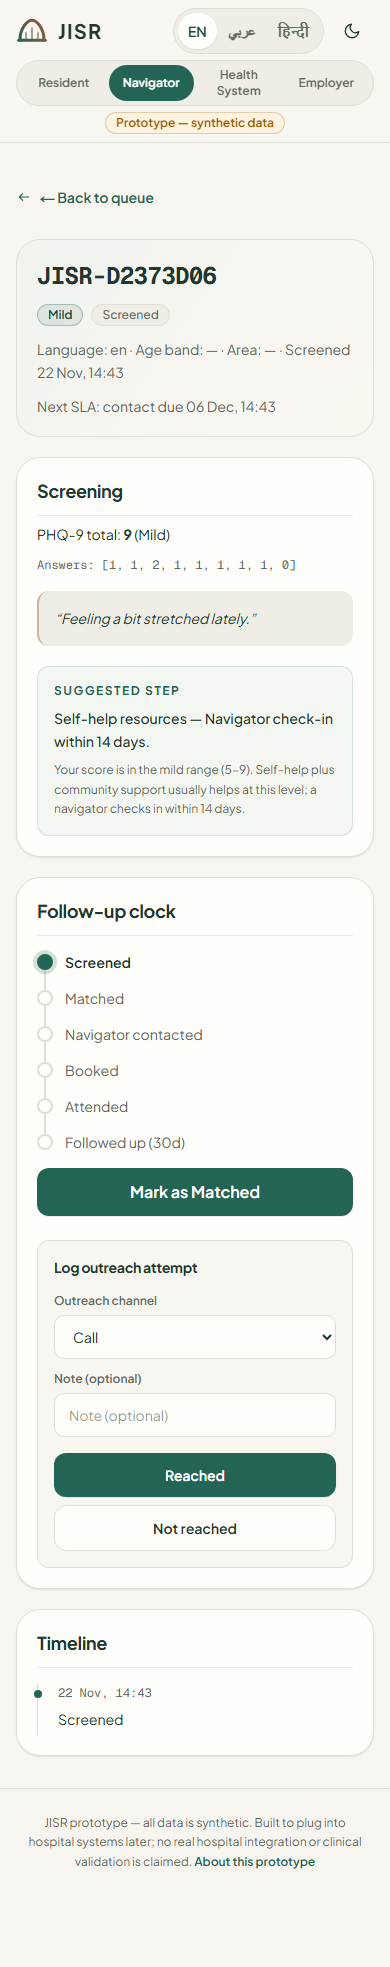 JISR
EN
عربي
हिन्दी
Resident
Navigator
Health
System
Employer
Prototype — synthetic data
← ← Back to queue
JISR-D2373D06
Mild
Screened
Language: en · Age band: — · Area: — · Screened
22 Nov, 14:43
Next SLA: contact due 06 Dec, 14:43
Screening
PHQ-9 total: 9 (Mild)
Answers: [1, 1, 2, 1, 1, 1, 1, 1, 0]
“Feeling a bit stretched lately.”
SUGGESTED STEP
Self-help resources — Navigator check-in
within 14 days.
Your score is in the mild range (5–9). Self-help plus
community support usually helps at this level; a
navigator checks in within 14 days.
Follow-up clock
Screened
Matched
Navigator contacted
Booked
Attended
Followed up (30d)
Mark as Matched
Log outreach attempt
Outreach channel
Call
Note (optional)
Note (optional)
Reached
Not reached
Timeline
22 Nov, 14:43
Screened
JISR prototype — all data is synthetic. Built to plug into
hospital systems later; no real hospital integration or clinical
validation is claimed. About this prototype